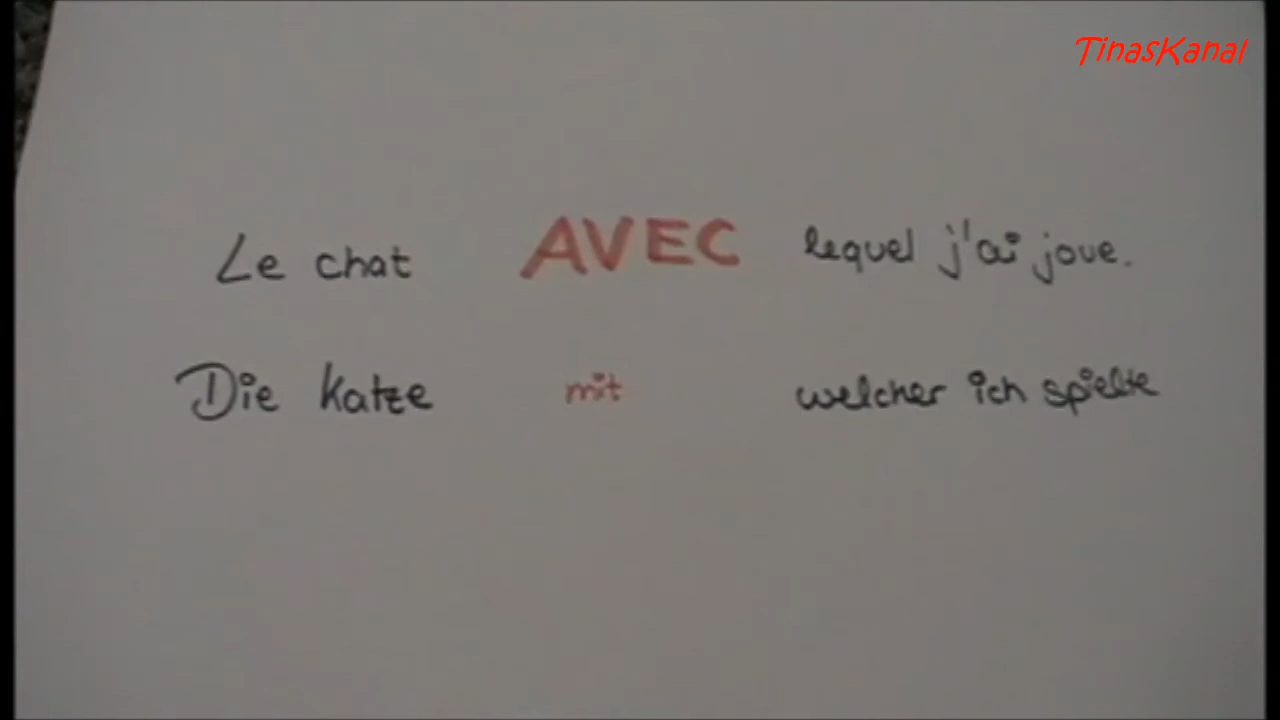 TinasKanal
Le chat AVEC lequel j'ai joue.
Die Katze mit welcher ich spielte